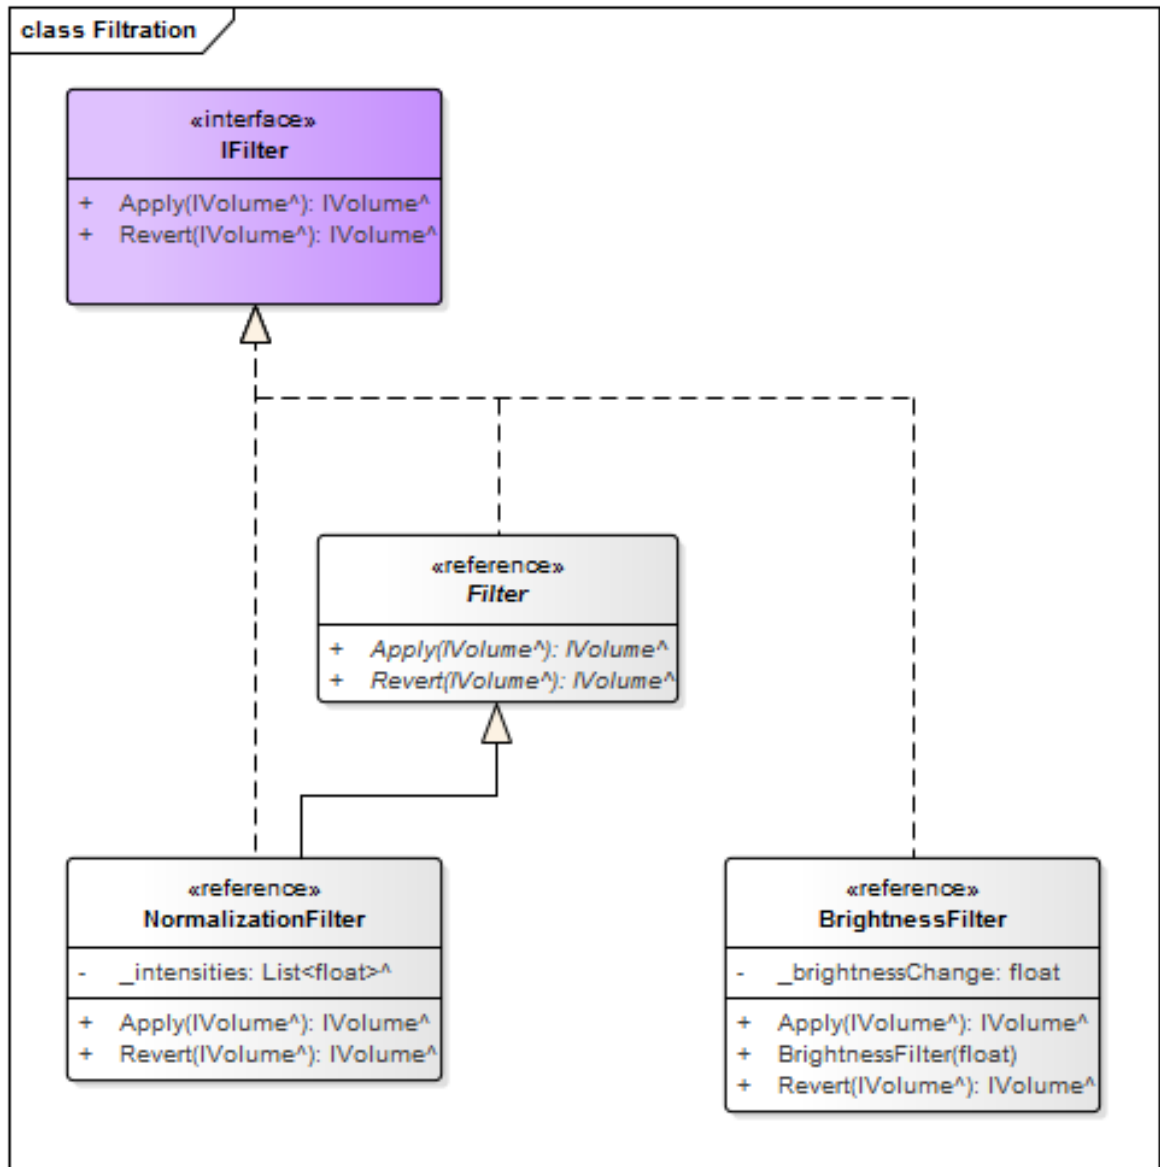 class Filtration
«interface»
IFilter
+ Apply(IVolume^): IVolume^
+ Revert(IVolume^): IVolume^
«reference»
Filter
+ Apply(IVolume^): IVolume^
+ Revert(IVolume^): IVolume^
«reference»
NormalizationFilter
- _intensities: List<float>^
+ Apply(IVolume^): IVolume^
+ Revert(IVolume^): IVolume^
«reference»
BrightnessFilter
- _brightnessChange: float
+ Apply(IVolume^): IVolume^
+ BrightnessFilter(float)
+ Revert(IVolume^): IVolume^